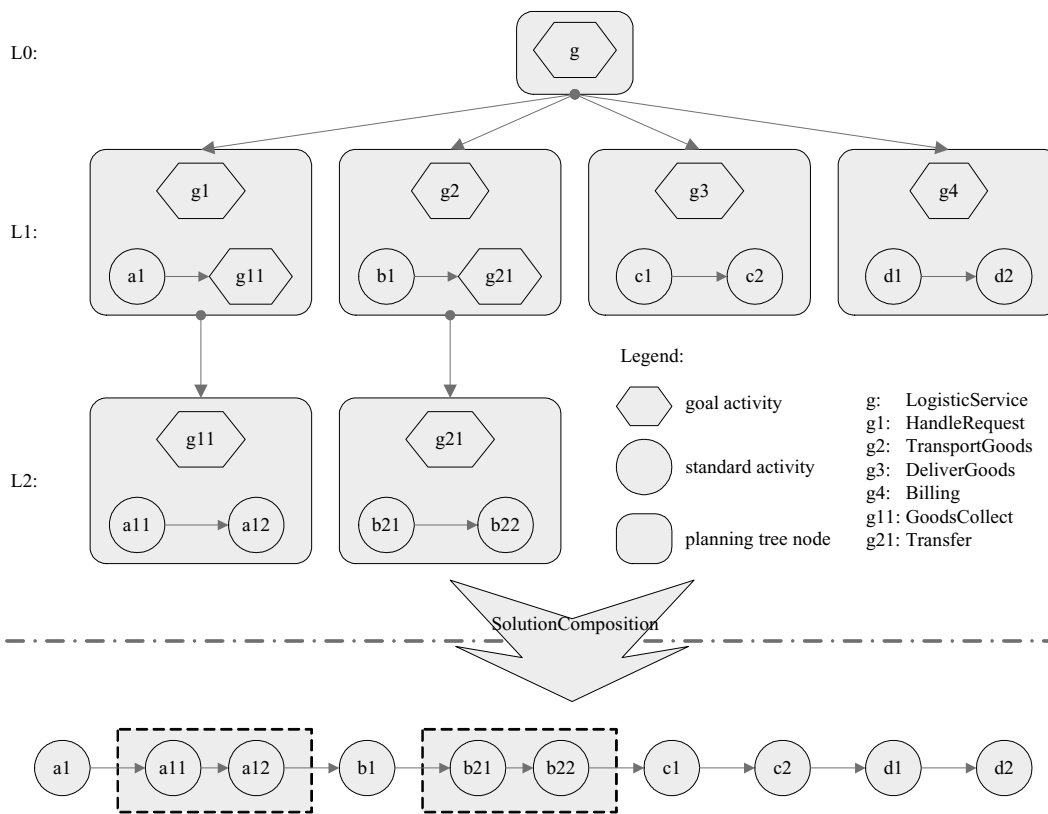 L0:
g
L1:
g1
g2
g3
g4
a1
g11
b1
g21
c1
c2
d1
d2
L2:
g11
g21
a11
a12
b21
b22
Legend:
goal activity
standard activity
planning tree node
g: LogisticService
g1: HandleRequest
g2: TransportGoods
g3: DeliverGoods
g4: Billing
g11: GoodsCollect
g21: Transfer
SolutionComposition
a1
a11
a12
b1
b21
b22
c1
c2
d1
d2